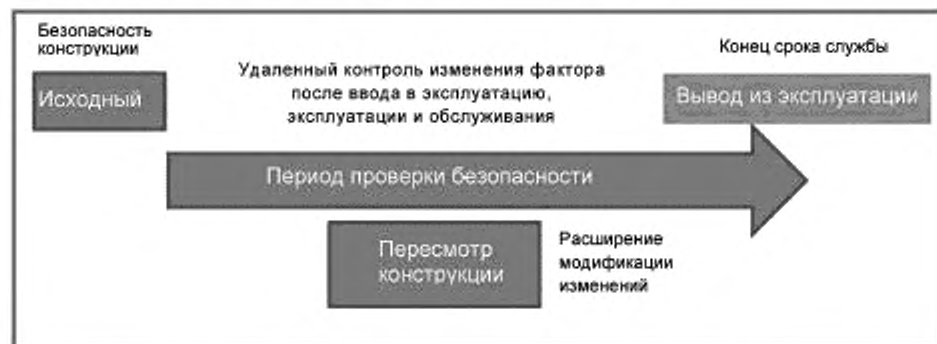 Безопасность
конструкции
Исходный
Удаленный контроль изменения фактора
после ввода в эксплуатацию,
эксплуатации и обслуживания
Конец срока службы
Вывод из эксплуатации
Период проверки безопасности
Пересмотр
конструкции
Расширение
модификации
изменений